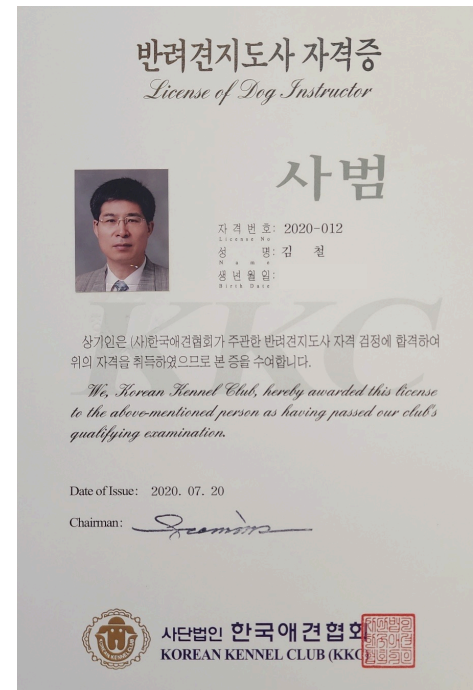 반려견지도사 자격증
License of Dog Instructor
사범
자격번호: 2020-012
License No
성 명: 김 철
Name
생년월일:
Birth Date
KKC
상기인은 (사)한국애견협회가 주관한 반려견지도사 자격 검정에 합격하여
위의 자격을 취득하였으므로 본 증을 수여합니다.
We, Korean Kennel Club, hereby awarded this license
to the above-mentioned person as having passed our club's
qualifying examination.
Date of Issue: 2020. 07. 20
Chairman:
사단법인 한국애견협회
KOREAN KENNEL CLUB (KKC)